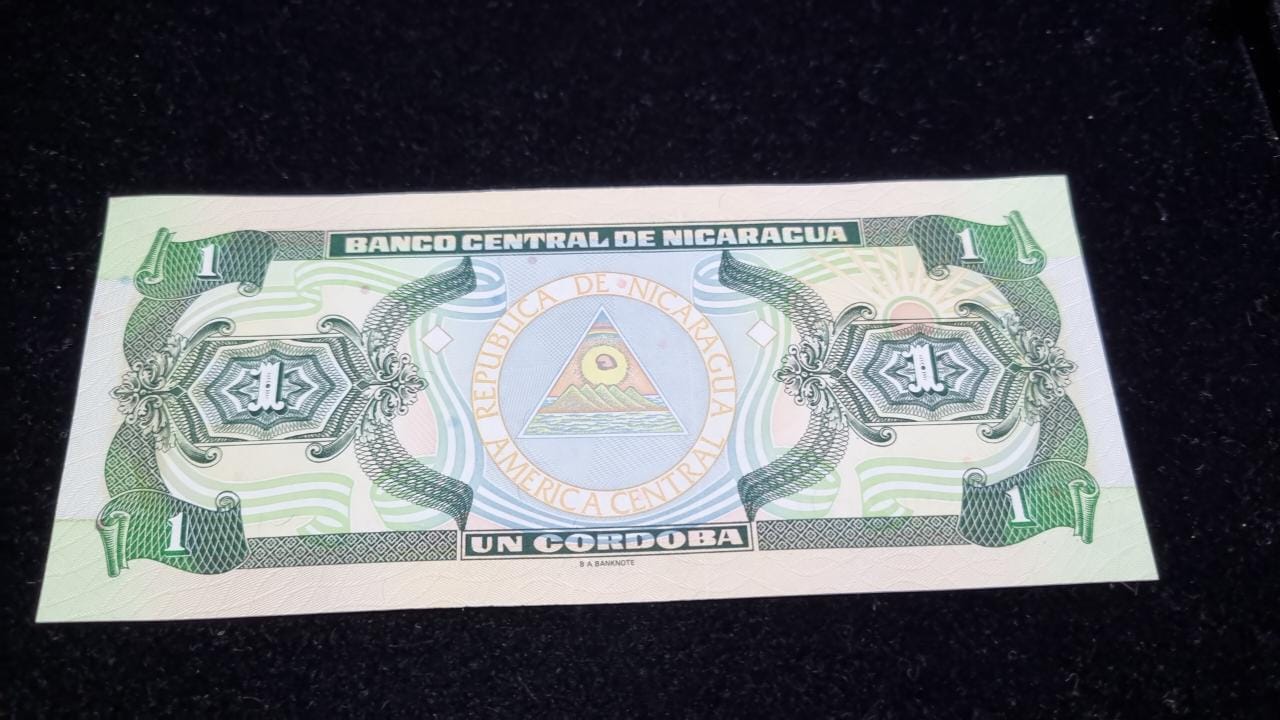 BANCO CENTRAL DE NICARAGUA
1
1
REPUBLICA DE NICARAGUA
AMERICA CENTRAL
1
1
1
1
UN CORDOBA
B A BANKNOTE